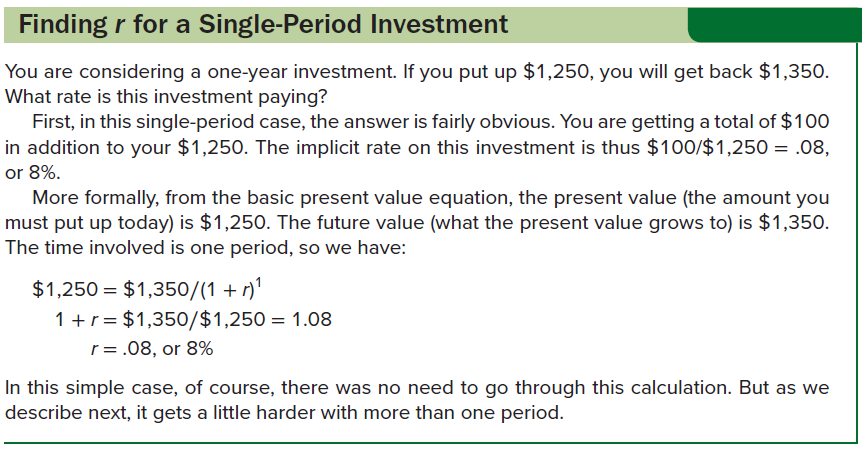 Finding r for a Single-Period Investment
You are considering a one-year investment. If you put up $1,250, you will get back $1,350.
What rate is this investment paying?
First, in this single-period case, the answer is fairly obvious. You are getting a total of $100
in addition to your $1,250. The implicit rate on this investment is thus $100/$1,250 = .08,
or 8%.
More formally, from the basic present value equation, the present value (the amount you
must put up today) is $1,250. The future value (what the present value grows to) is $1,350.
The time involved is one period, so we have:
$1,250 = $1,350/(1 + r)¹
1 + r = $1,350/$1,250 = 1.08
r = .08, or 8%
In this simple case, of course, there was no need to go through this calculation. But as we
describe next, it gets a little harder with more than one period.